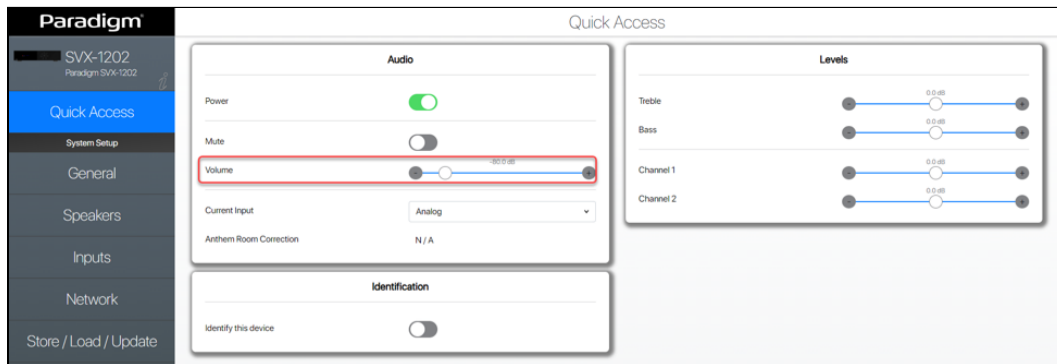 Paradigm®
SVX-1202
Paradigm SVX-1202
Quick Access
System Setup
General
Speakers
Inputs
Network
Store / Load / Update
Quick Access
Audio
Power
Mute
Volume
-80.0 dB
Current Input
Analog
Anthem Room Correction
N / A
Identification
Identify this device
Levels
Treble
0.0 dB
Bass
0.0 dB
Channel 1
0.0 dB
Channel 2
0.0 dB